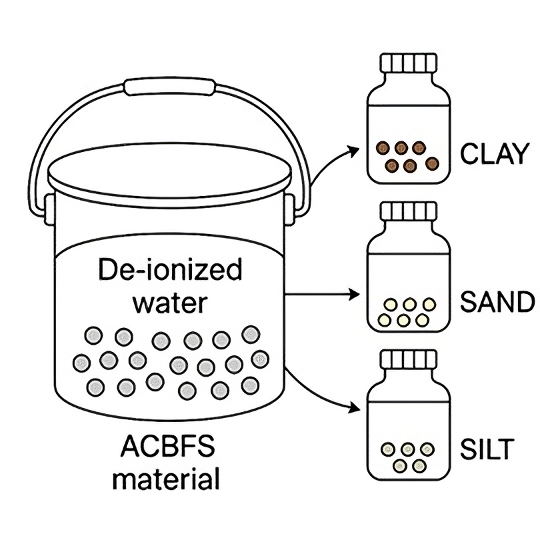 De-ionized
water
ACBFS
material
CLAY
SAND
SILT